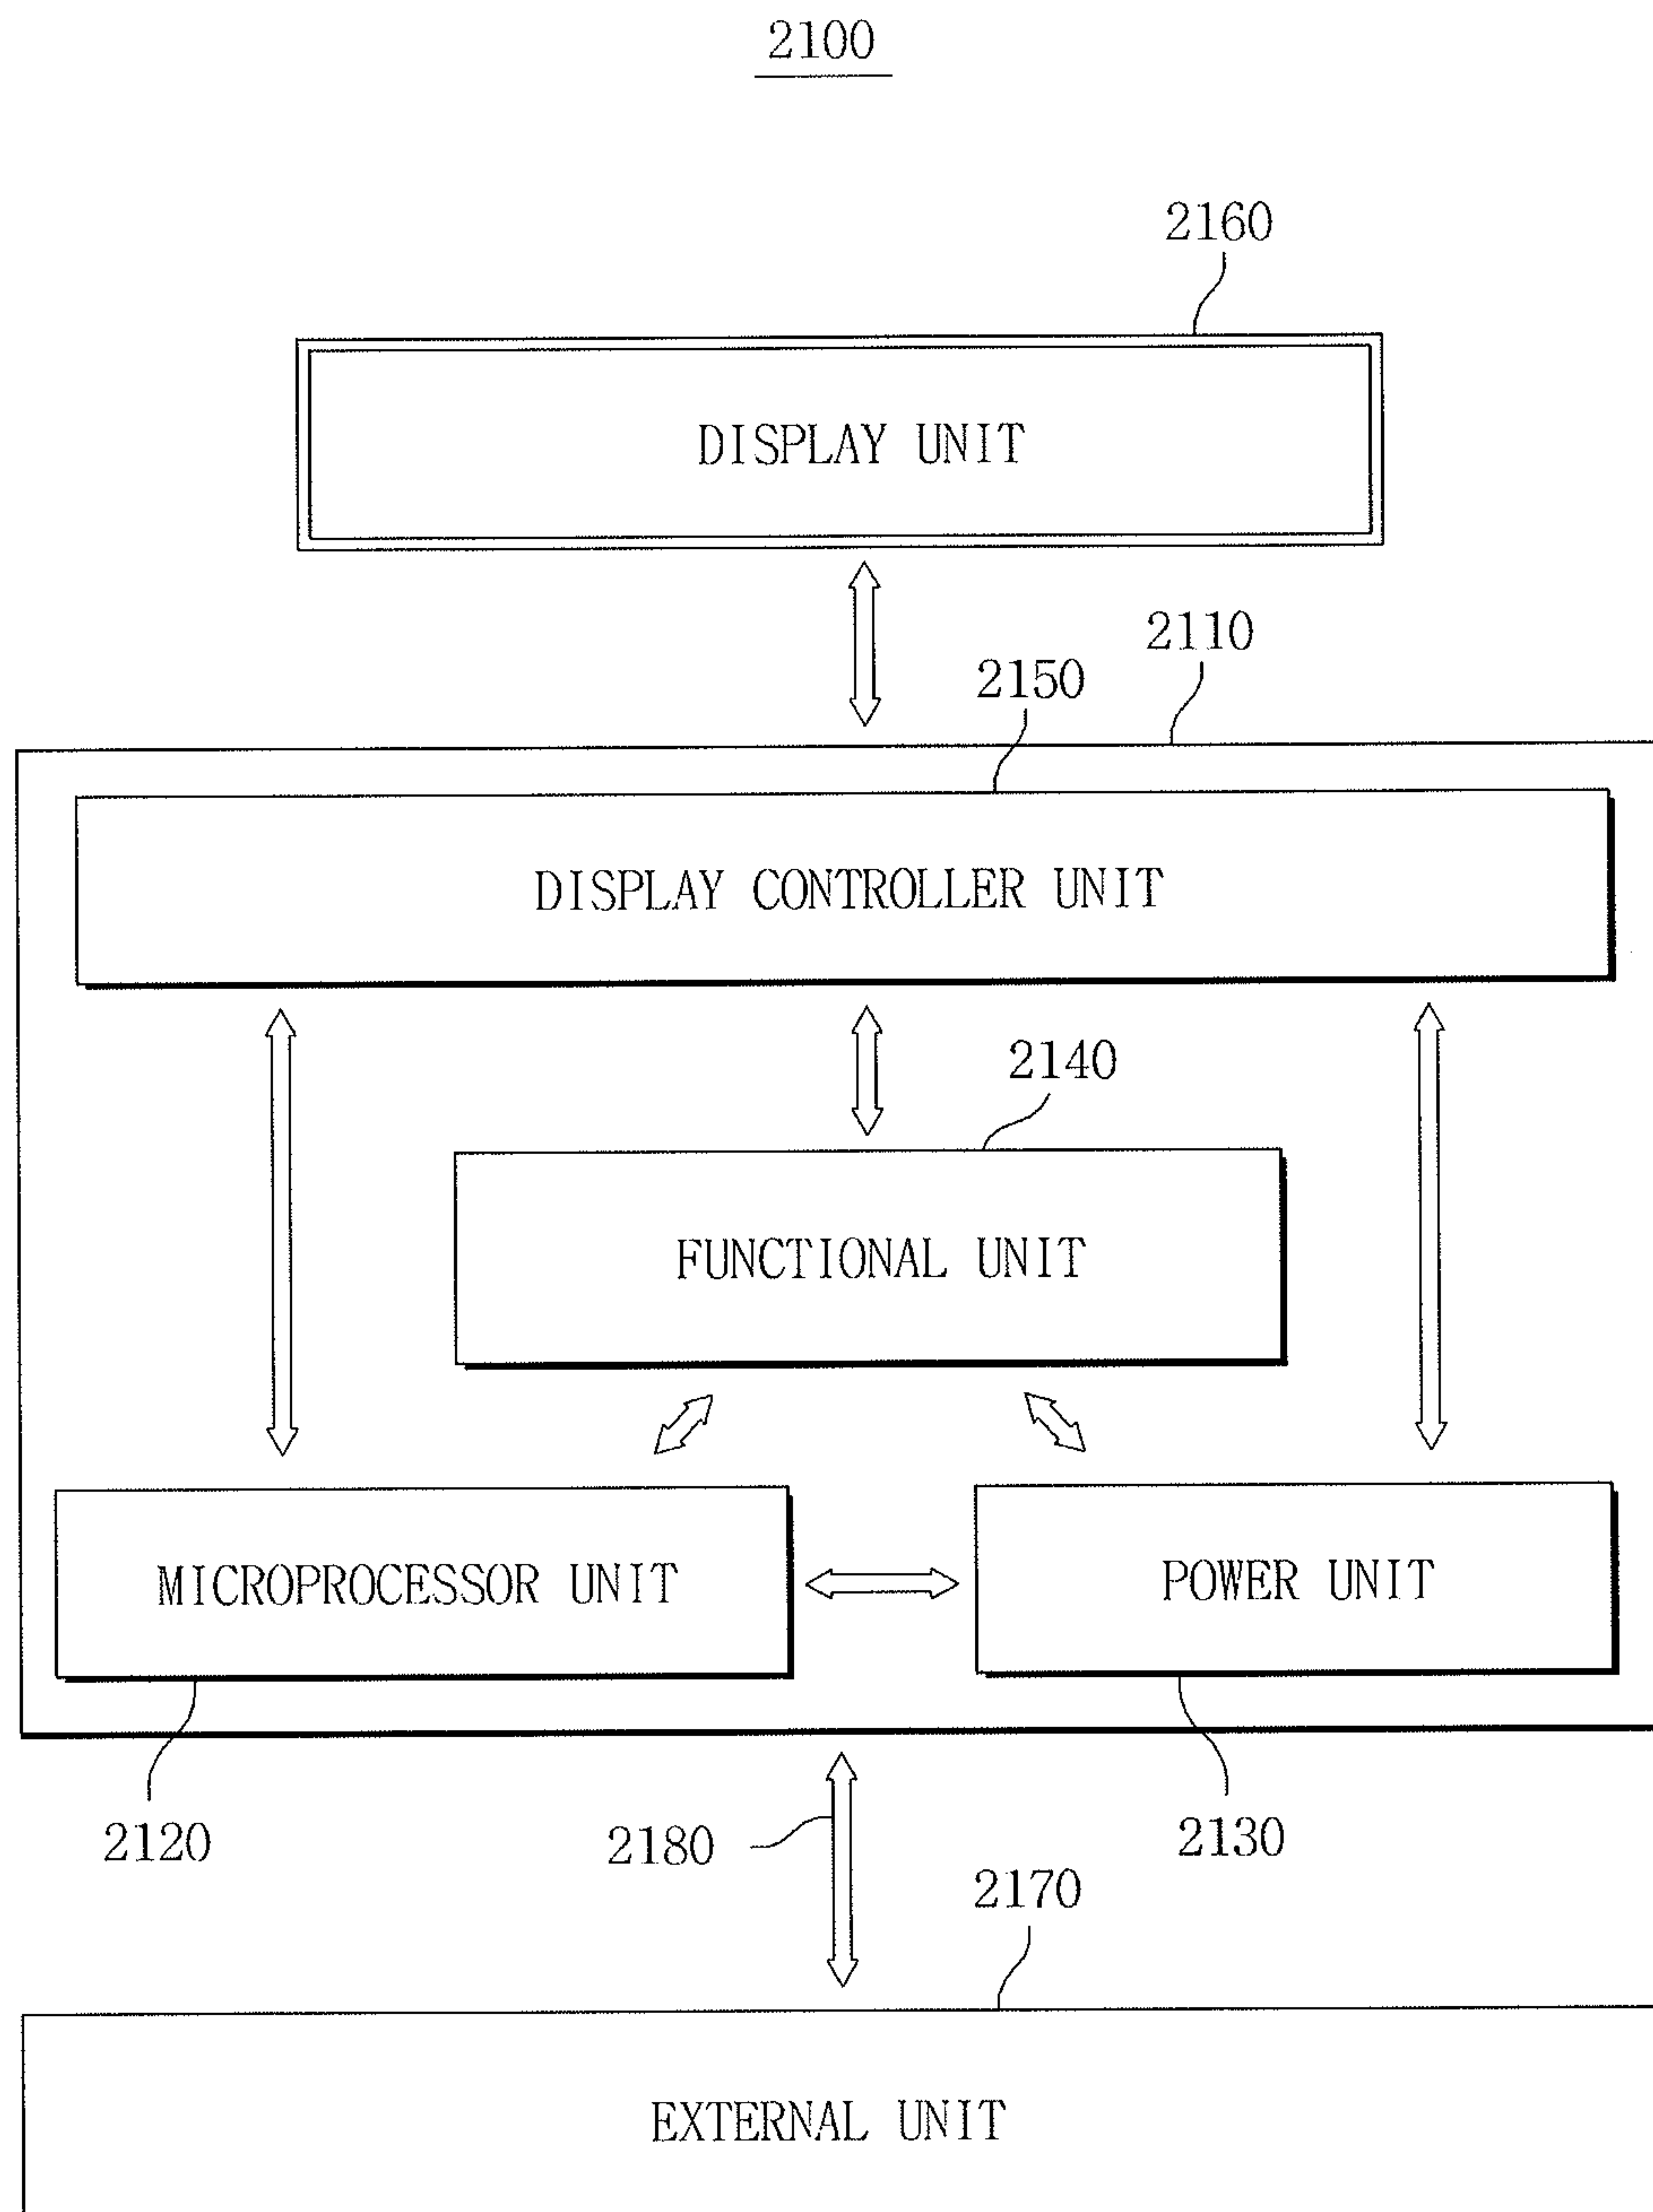 2100
2160
DISPLAY UNIT
2110
2150
DISPLAY CONTROLLER UNIT
2140
FUNCTIONAL UNIT
MICROPROCESSOR UNIT
POWER UNIT
2120
2180
2130
2170
EXTERNAL UNIT